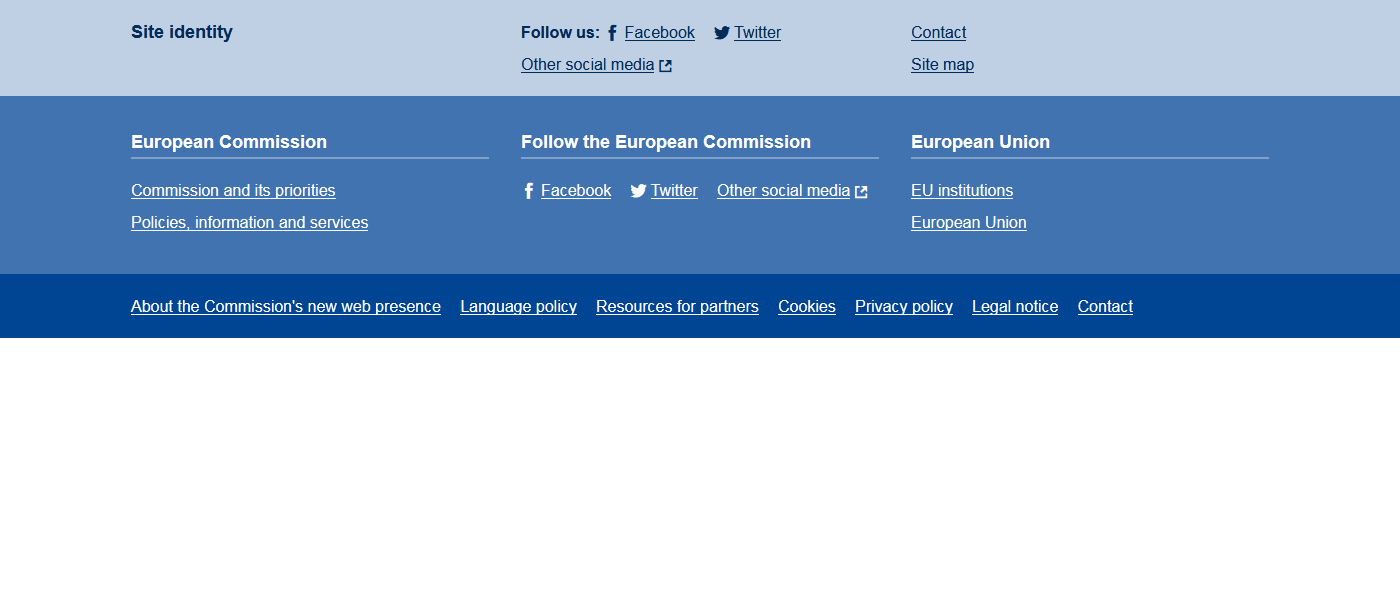 Site identity
Follow us: Facebook Twitter
Other social media
Contact
Site map
European Commission
Commission and its priorities
Policies, information and services
Follow the European Commission
Facebook Twitter Other social media
European Union
EU institutions
European Union
About the Commission's new web presence Language policy Resources for partners Cookies Privacy policy Legal notice Contact